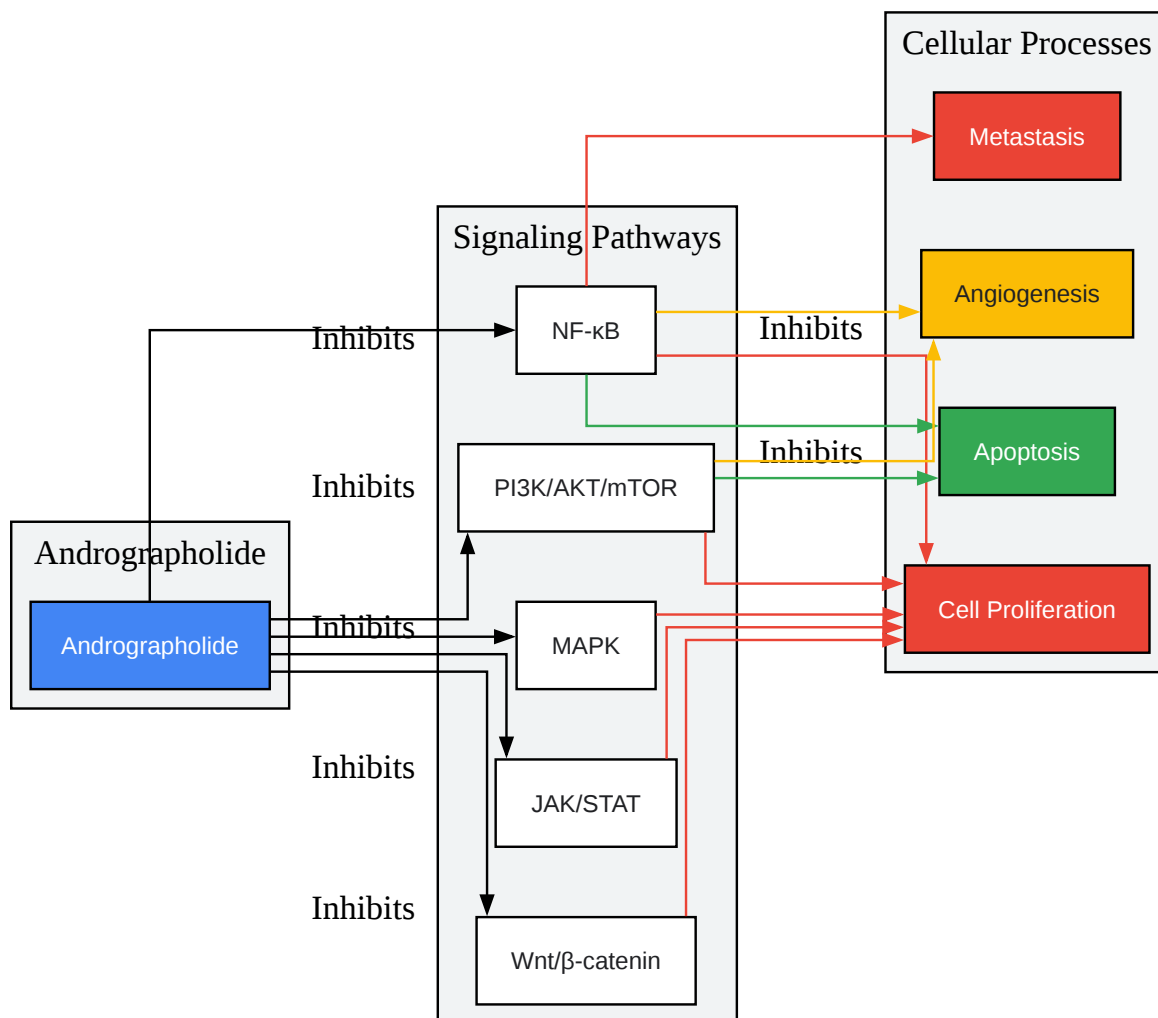 Cellular Processes
Metastasis
Signaling Pathways
Angiogenesis
NF-κB
Inhibits
Inhibits
Apoptosis
Inhibits
PI3K/AKT/mTOR
Inhibits
Andrographolide
Cell Proliferation
Inhibits
Andrographolide
MAPK
Inhibits
JAK/STAT
Inhibits
Wnt/β-catenin